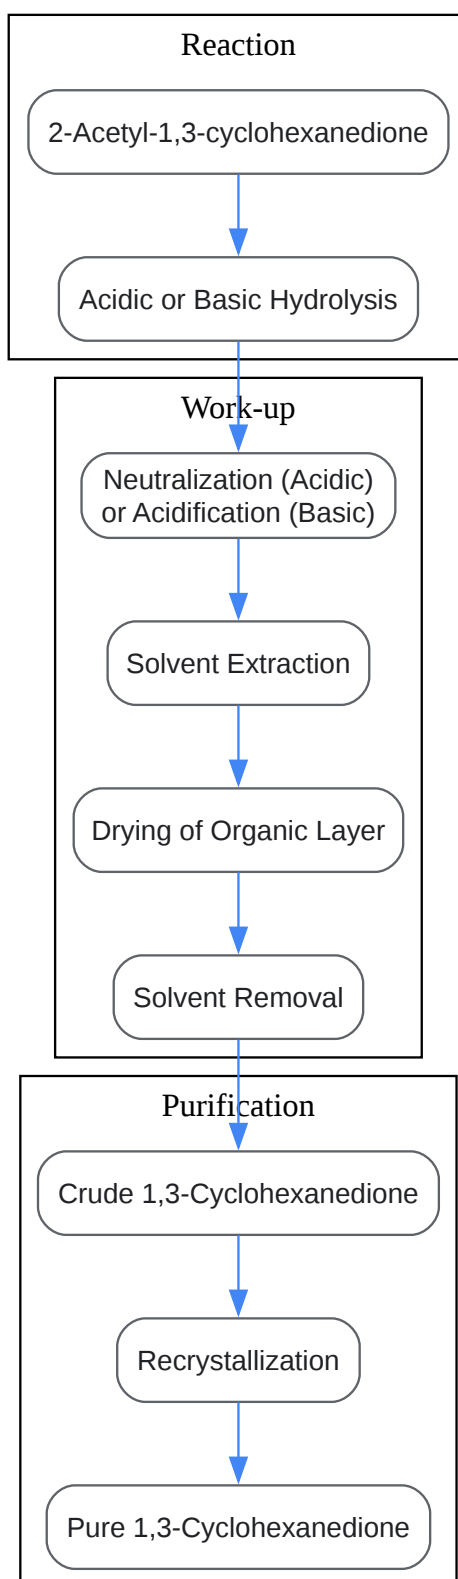 Reaction
2-Acetyl-1,3-cyclohexanedione
Acidic or Basic Hydrolysis
Work-up
Neutralization (Acidic)
or Acidification (Basic)
Solvent Extraction
Drying of Organic Layer
Solvent Removal
Purification
Crude 1,3-Cyclohexanedione
Recrystallization
Pure 1,3-Cyclohexanedione